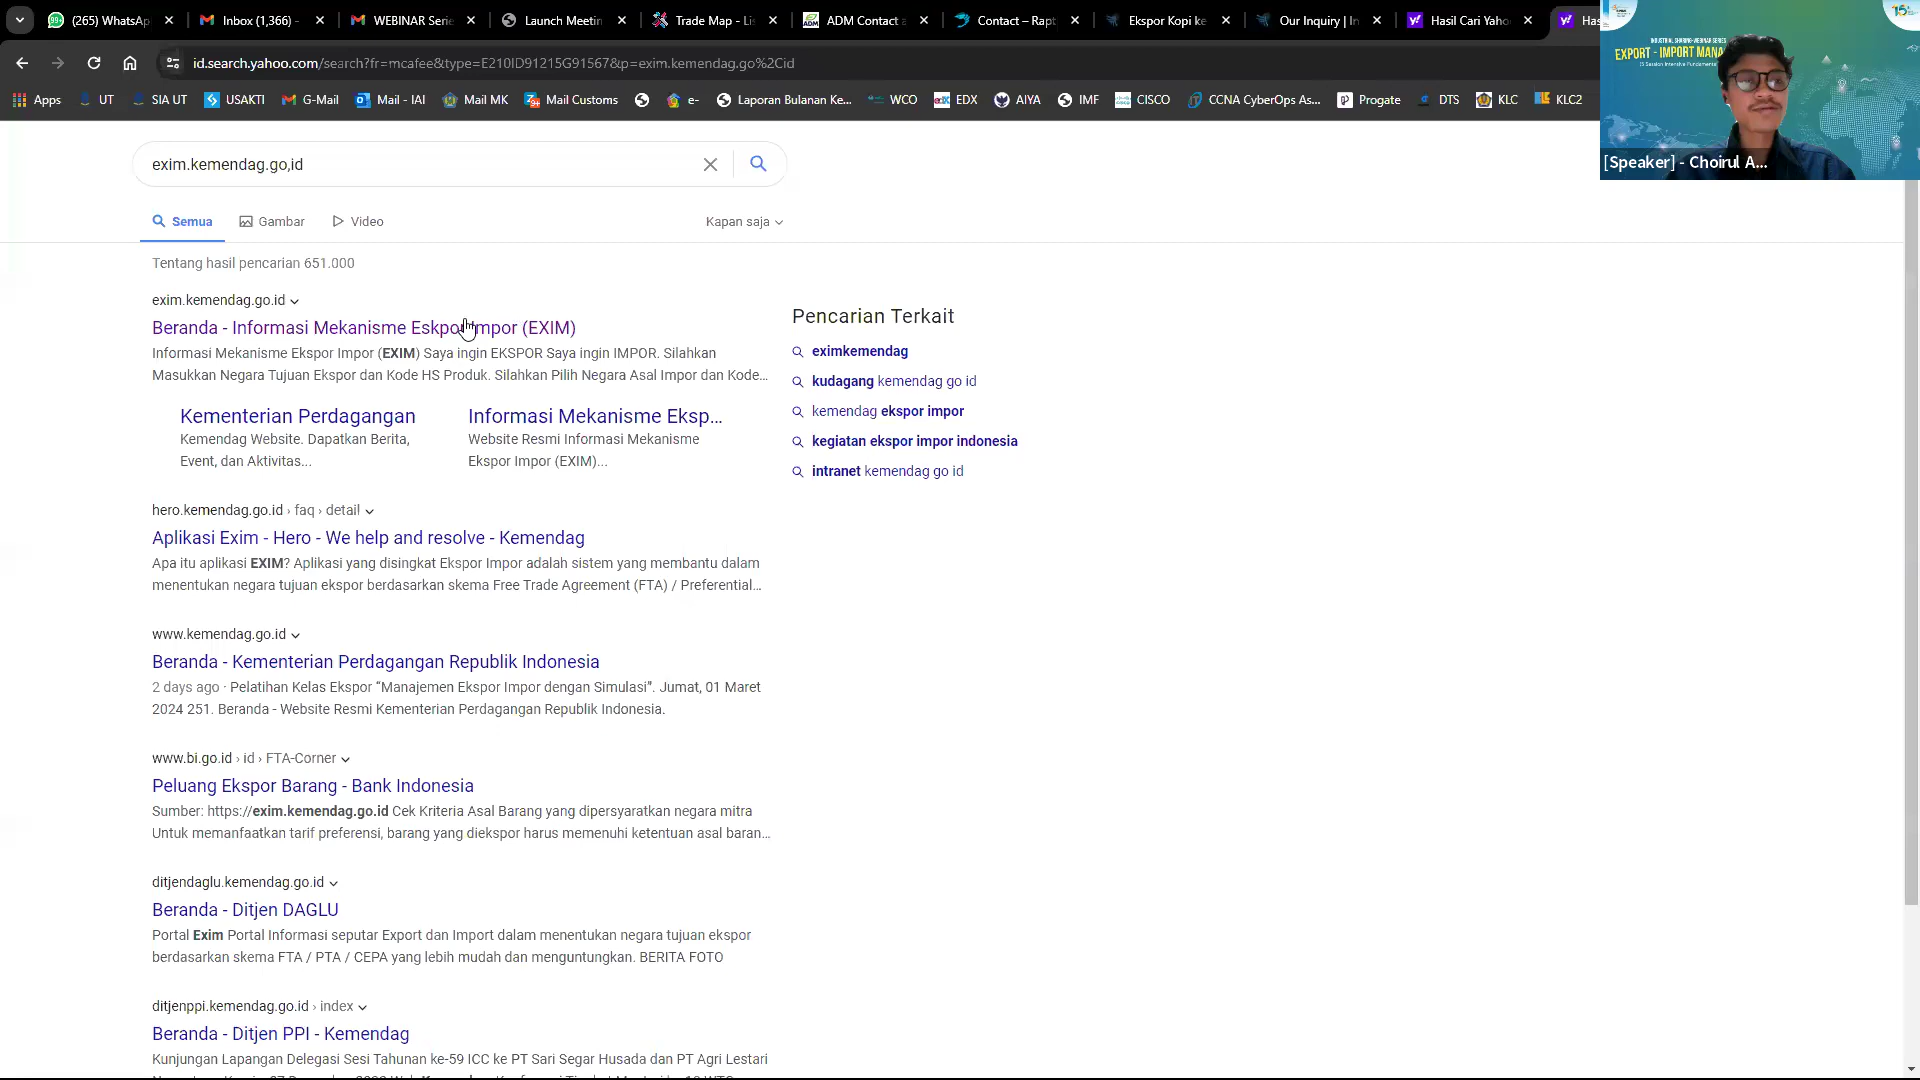 (265) WhatsAp
Inbox (1,366) -
WEBINAR Serie
Launch Meetin
Trade Map - Lis
ADM Contact a
Contact – Rapt
Ekspor Kopi ke
Our Inquiry | In
Hasil Cari Yaho
Has
id.search.yahoo.com/search?fr=mcafee&type=E210ID91215G91567&p=exim.kemendag.go%2Cid
Apps
UT
SIA UT
USAKTI
G-Mail
Mail - IAI
Mail MK
Mail Customs
e-
Laporan Bulanan Ke...
WCO
EDX
AIYA
IMF
CISCO
CCNA CyberOps As...
Progate
DTS
KLC
KLC2
INDUSTRIAL SHARING-WEBINAR SERIES
EXPORT - IMPORT MANA
[Speaker] - Choirul A...
exim.kemendag.go,id
Semua
Gambar
Video
Kapan saja
Tentang hasil pencarian 651.000
exim.kemendag.go.id
Beranda - Informasi Mekanisme Eskpor Impor (EXIM)
Informasi Mekanisme Ekspor Impor (EXIM) Saya ingin EKSPOR Saya ingin IMPOR. Silahkan
Masukkan Negara Tujuan Ekspor dan Kode HS Produk. Silahkan Pilih Negara Asal Impor dan Kode...
Kementerian Perdagangan
Kemendag Website. Dapatkan Berita,
Event, dan Aktivitas...
Informasi Mekanisme Eksp...
Website Resmi Informasi Mekanisme
Ekspor Impor (EXIM)...
hero.kemendag.go.id › faq › detail
Aplikasi Exim - Hero - We help and resolve - Kemendag
Apa itu aplikasi EXIM? Aplikasi yang disingkat Ekspor Impor adalah sistem yang membantu dalam
menentukan negara tujuan ekspor berdasarkan skema Free Trade Agreement (FTA) / Preferential...
www.kemendag.go.id
Beranda - Kementerian Perdagangan Republik Indonesia
2 days ago · Pelatihan Kelas Ekspor “Manajemen Ekspor Impor dengan Simulasi”. Jumat, 01 Maret
2024 251. Beranda - Website Resmi Kementerian Perdagangan Republik Indonesia.
www.bi.go.id › id › FTA-Corner
Peluang Ekspor Barang - Bank Indonesia
Sumber: https://exim.kemendag.go.id Cek Kriteria Asal Barang yang dipersyaratkan negara mitra
Untuk memanfaatkan tarif preferensi, barang yang diekspor harus memenuhi ketentuan asal baran...
ditjendaglu.kemendag.go.id
Beranda - Ditjen DAGLU
Portal Exim Portal Informasi seputar Export dan Import dalam menentukan negara tujuan ekspor
berdasarkan skema FTA / PTA / CEPA yang lebih mudah dan menguntungkan. BERITA FOTO
ditjenppi.kemendag.go.id › index
Beranda - Ditjen PPI - Kemendag
Kunjungan Lapangan Delegasi Sesi Tahunan ke-59 ICC ke PT Sari Segar Husada dan PT Agri Lestari
Pencarian Terkait
eximkemendag
kudagang kemendag go id
kemendag ekspor impor
kegiatan ekspor impor indonesia
intranet kemendag go id